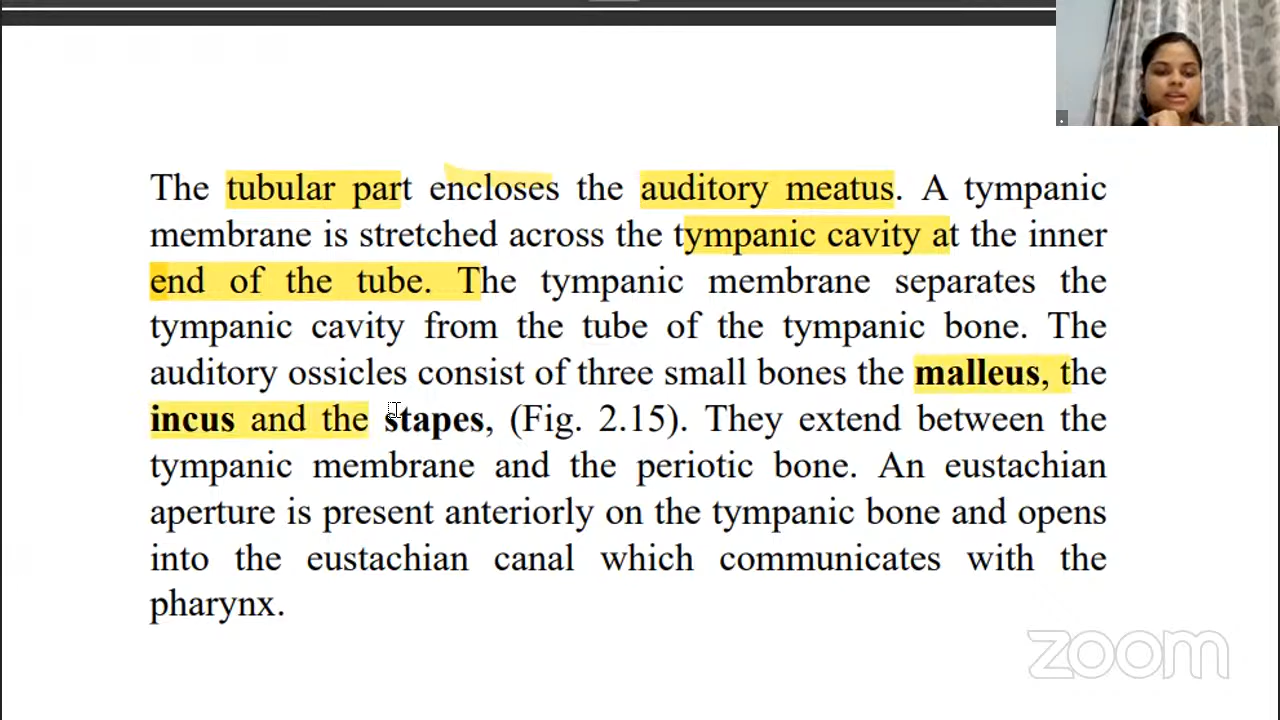 The tubular part encloses the auditory meatus. A tympanic
membrane is stretched across the tympanic cavity at the inner
end of the tube. The tympanic membrane separates the
tympanic cavity from the tube of the tympanic bone. The
auditory ossicles consist of three small bones the malleus, the
incus and the stapes, (Fig. 2.15). They extend between the
tympanic membrane and the periotic bone. An eustachian
aperture is present anteriorly on the tympanic bone and opens
into the eustachian canal which communicates with the
pharynx.
zoom